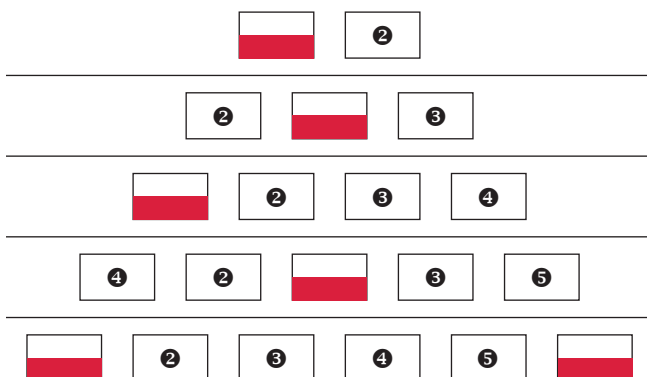 ❷
❷ ❸
❷ ❸ ❹
❹ ❷ ❸ ❺
❷ ❸ ❹ ❺